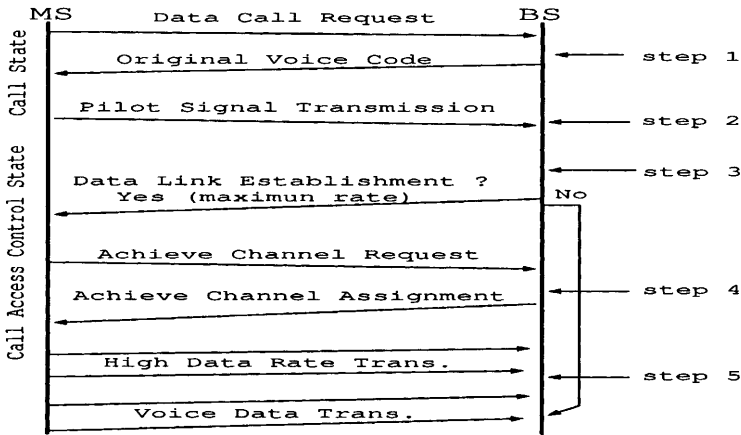 MS
BS
Data Call Request
Original Voice Code
step 1
Call State
Pilot Signal Transmission
step 2
step 3
Data Link Establishment ?
Yes (maximun rate)
No
Call Access Control State
Achieve Channel Request
Achieve Channel Assignment
step 4
High Data Rate Trans.
step 5
Voice Data Trans.